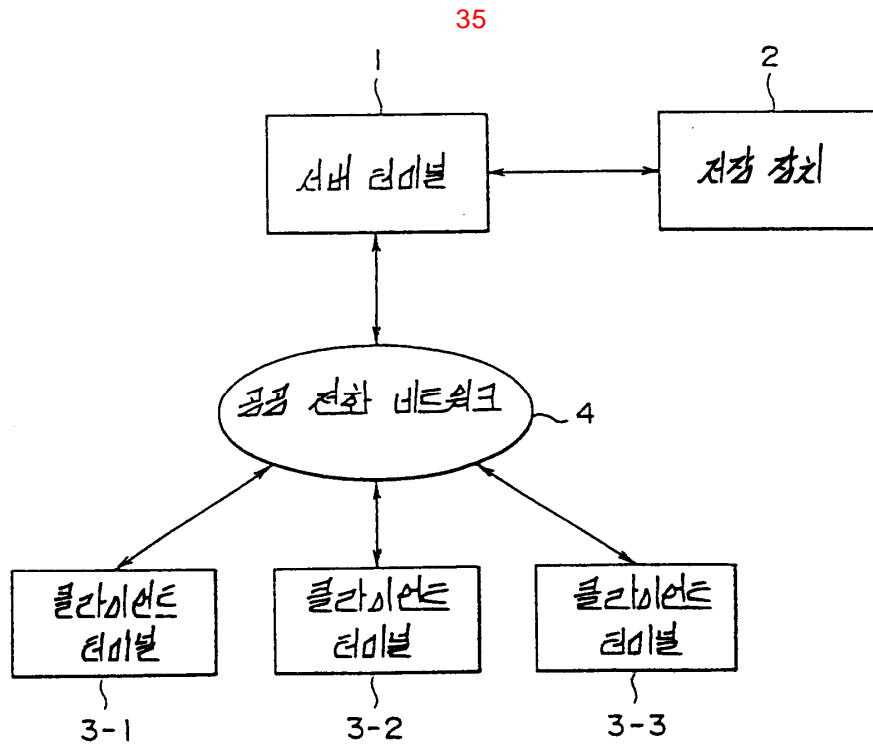 35
1
2
서버 터미널
저장 장치
공공 전화 네트워크
4
클라이언트
터미널
클라이언트
터미널
클라이언트
터미널
3-1
3-2
3-3